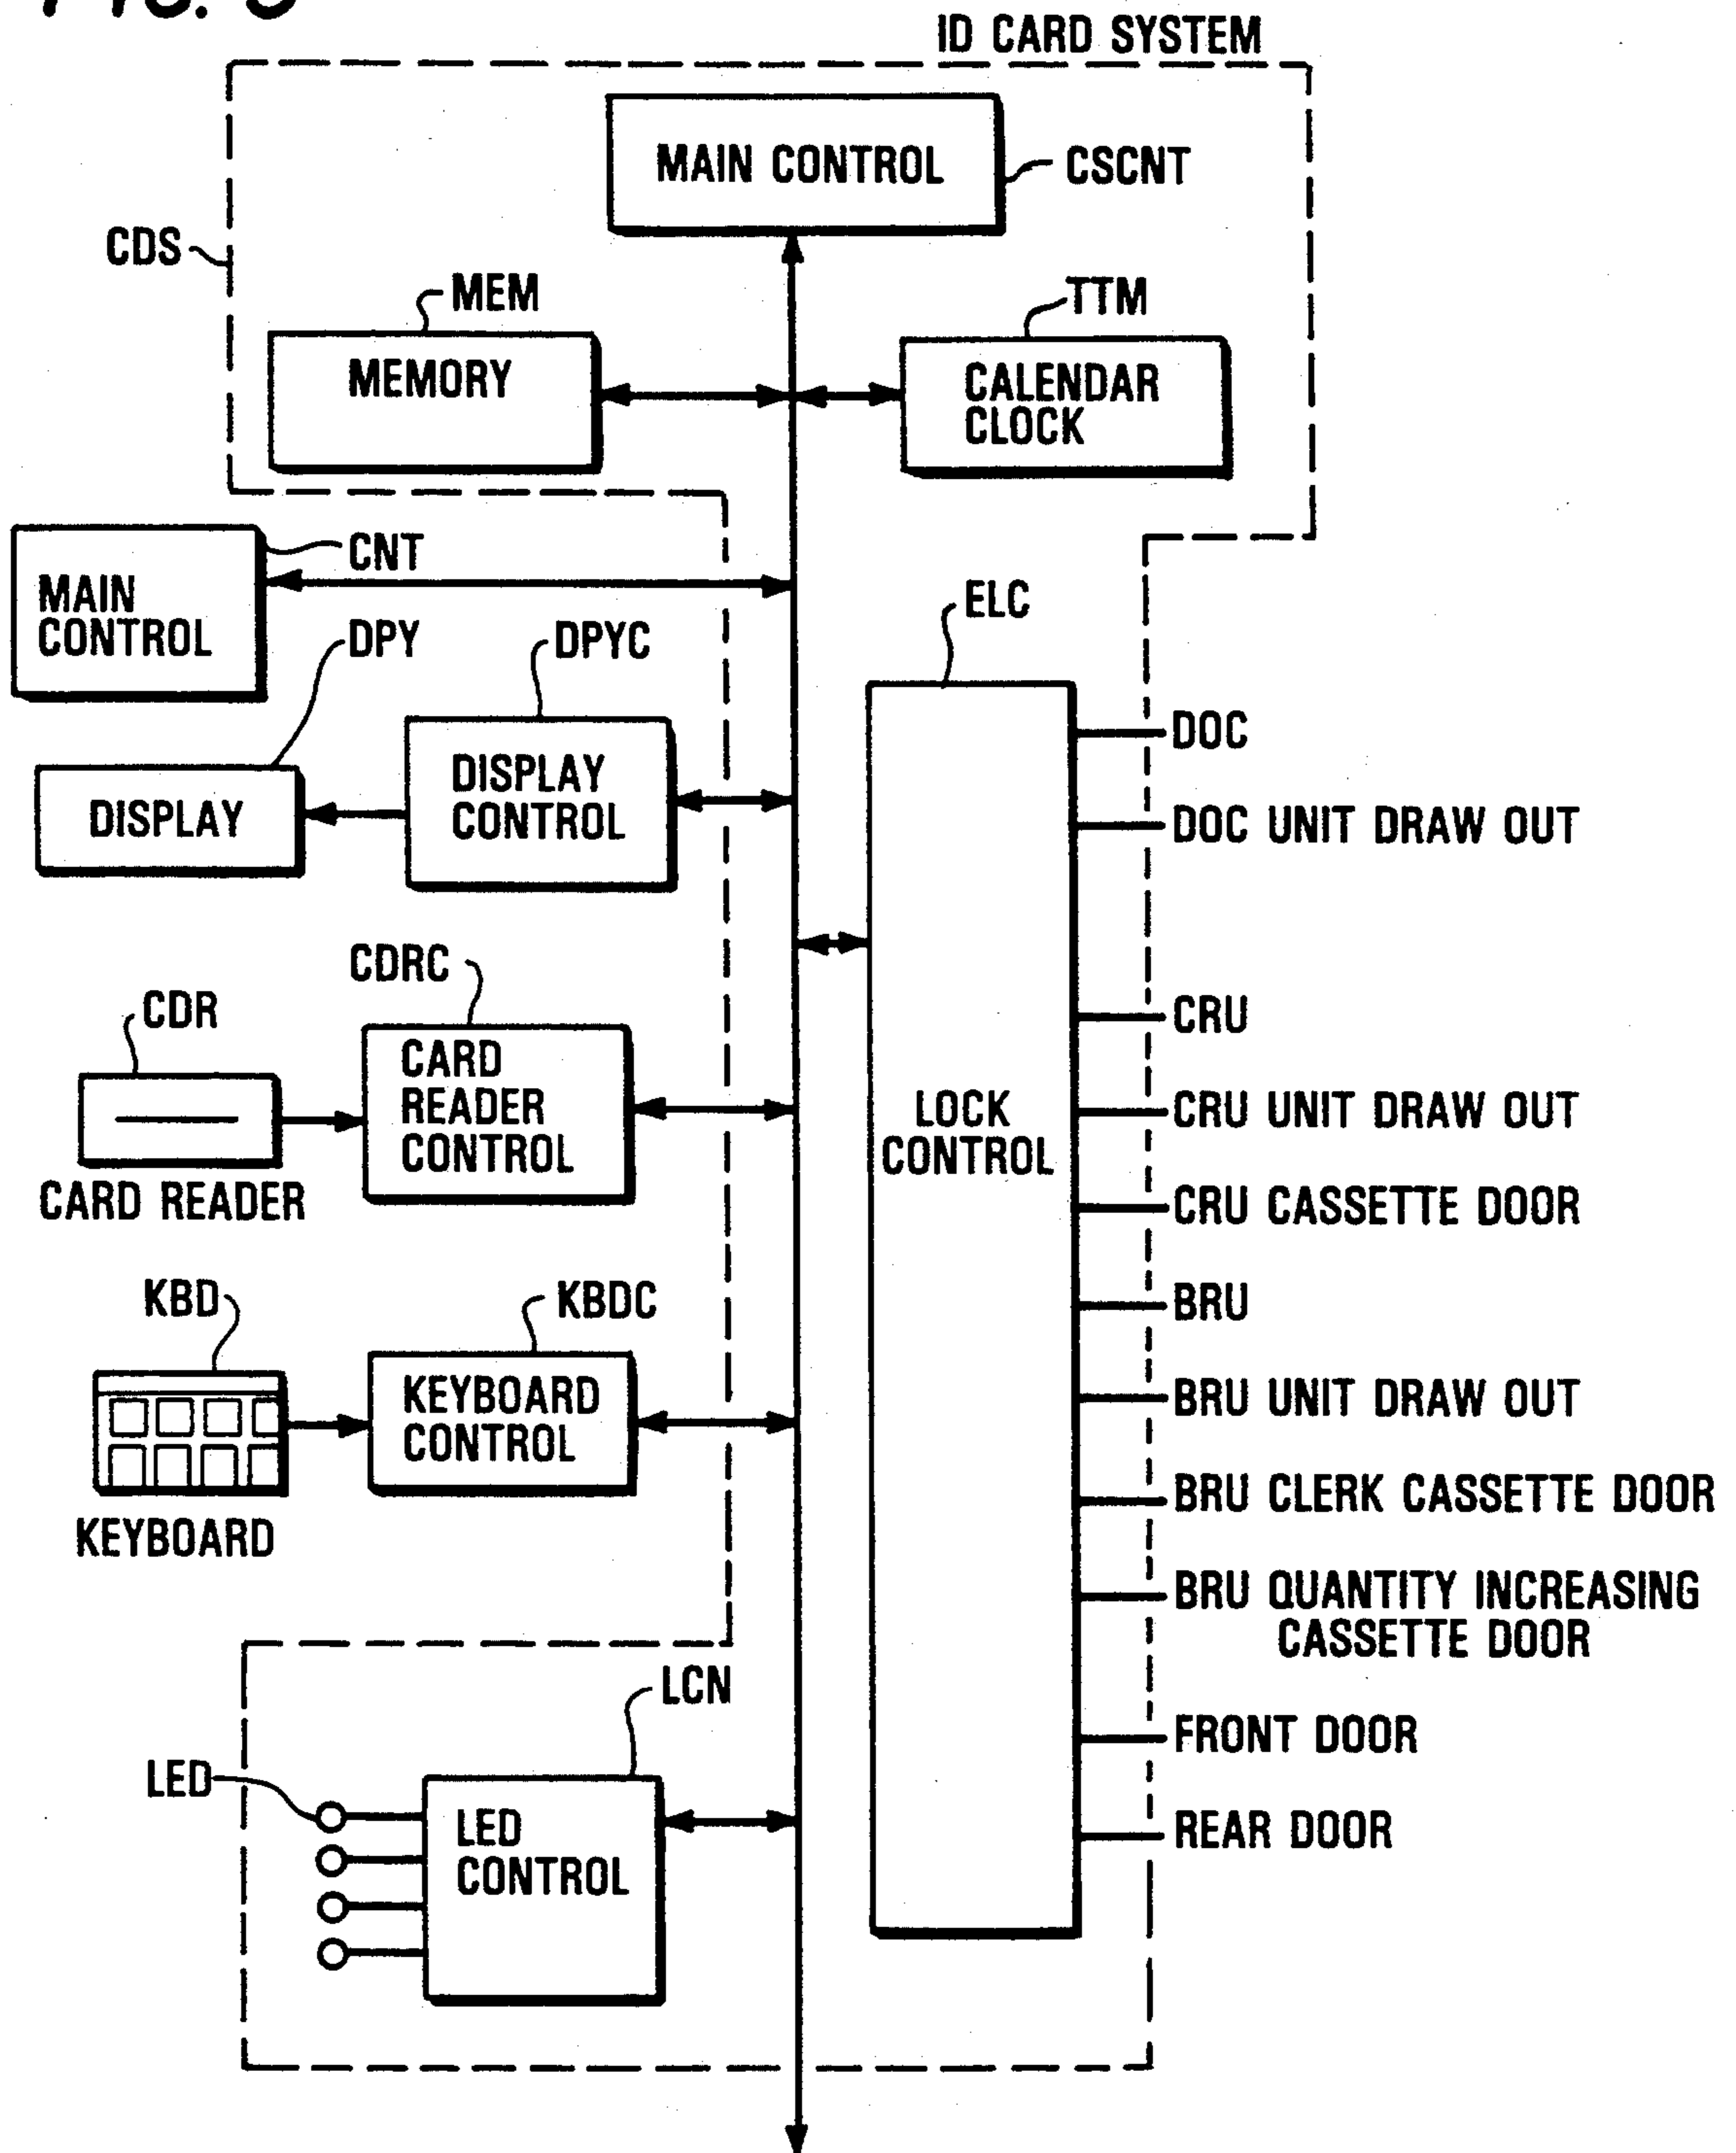 ID CARD SYSTEM
MAIN CONTROL
CSCNT
CDS
MEM
TTM
MEMORY
CALENDAR
CLOCK
CNT
MAIN
CONTROL
ELC
DPY
DPYC
DISPLAY
DISPLAY
CONTROL
DOC
DOC UNIT DRAW OUT
CDRC
CDR
CARD
READER
CONTROL
CARD READER
LOCK
CONTROL
CRU
CRU UNIT DRAW OUT
CRU CASSETTE DOOR
BRU
BRU UNIT DRAW OUT
BRU CLERK CASSETTE DOOR
BRU QUANTITY INCREASING
CASSETTE DOOR
FRONT DOOR
REAR DOOR
KBD
KBDC
KEYBOARD
CONTROL
KEYBOARD
LCN
LED
LED
CONTROL